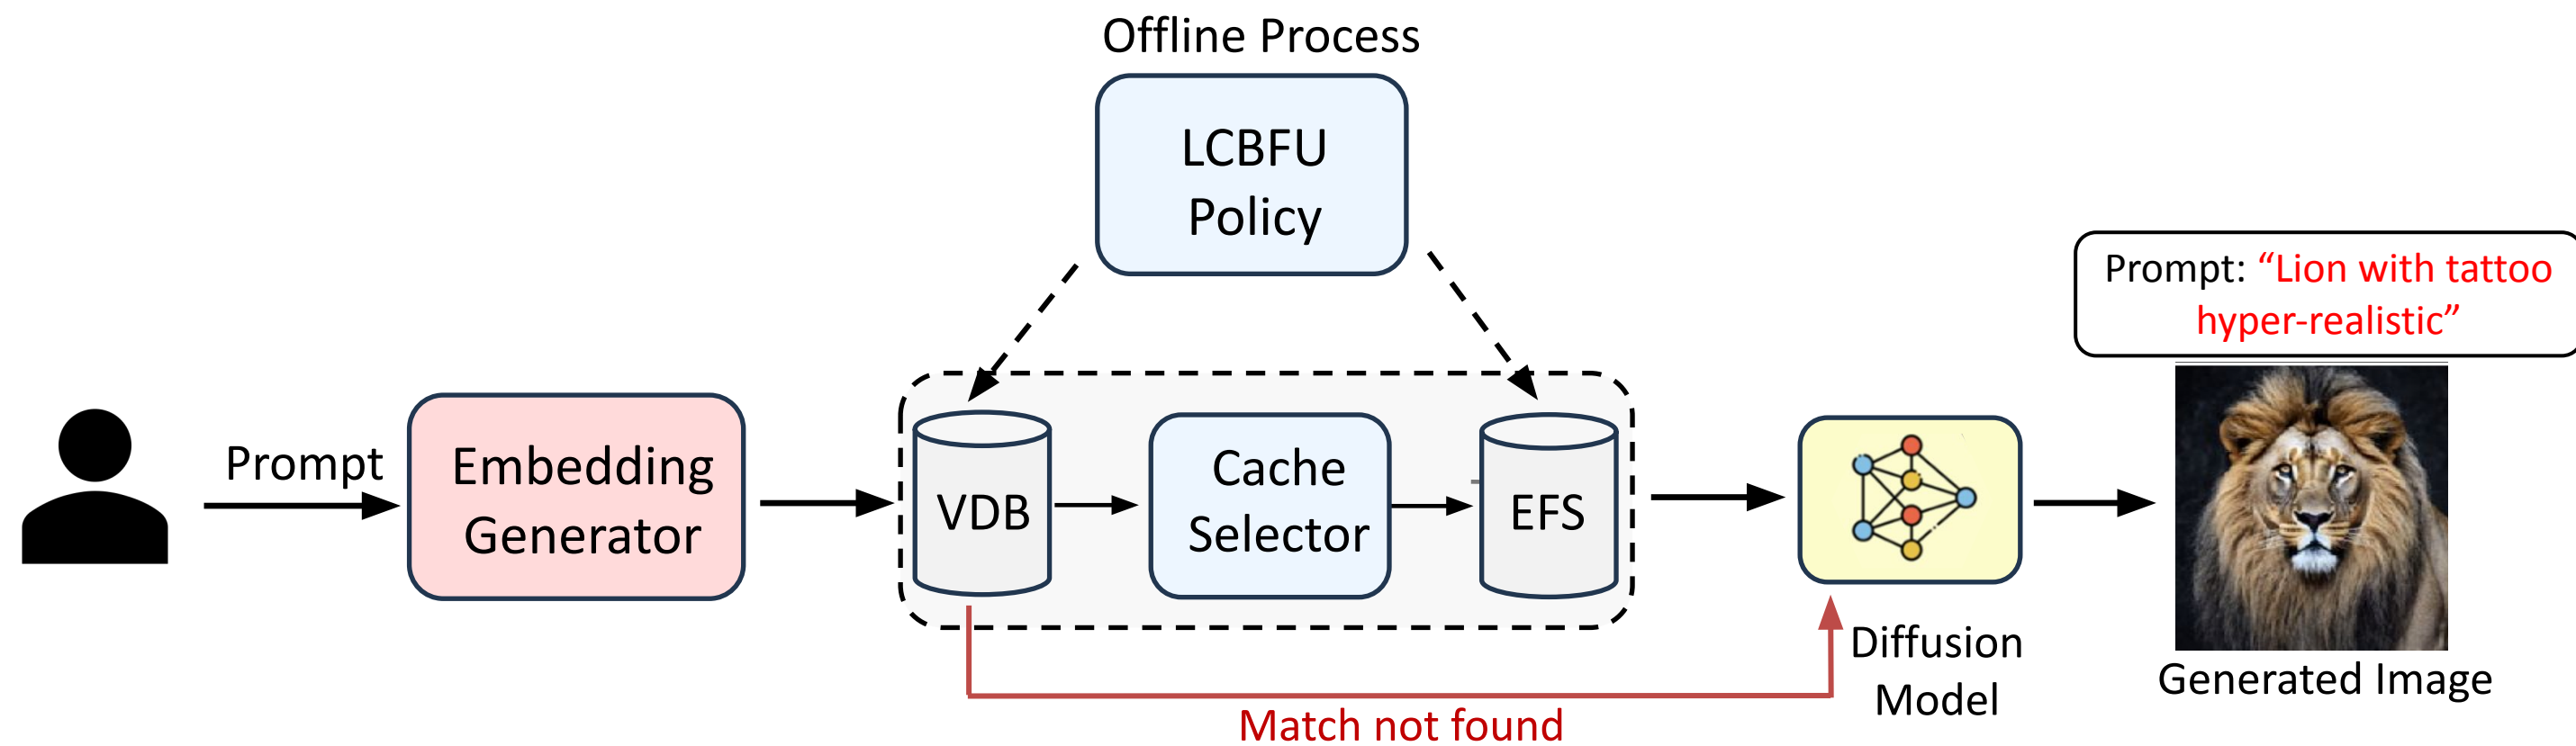 Offline Process
LCBFU
Policy
Prompt: “Lion with tattoo
hyper-realistic”
Prompt
Embedding
Generator
VDB
Cache
Selector
EFS
Diffusion
Model
Generated Image
Match not found